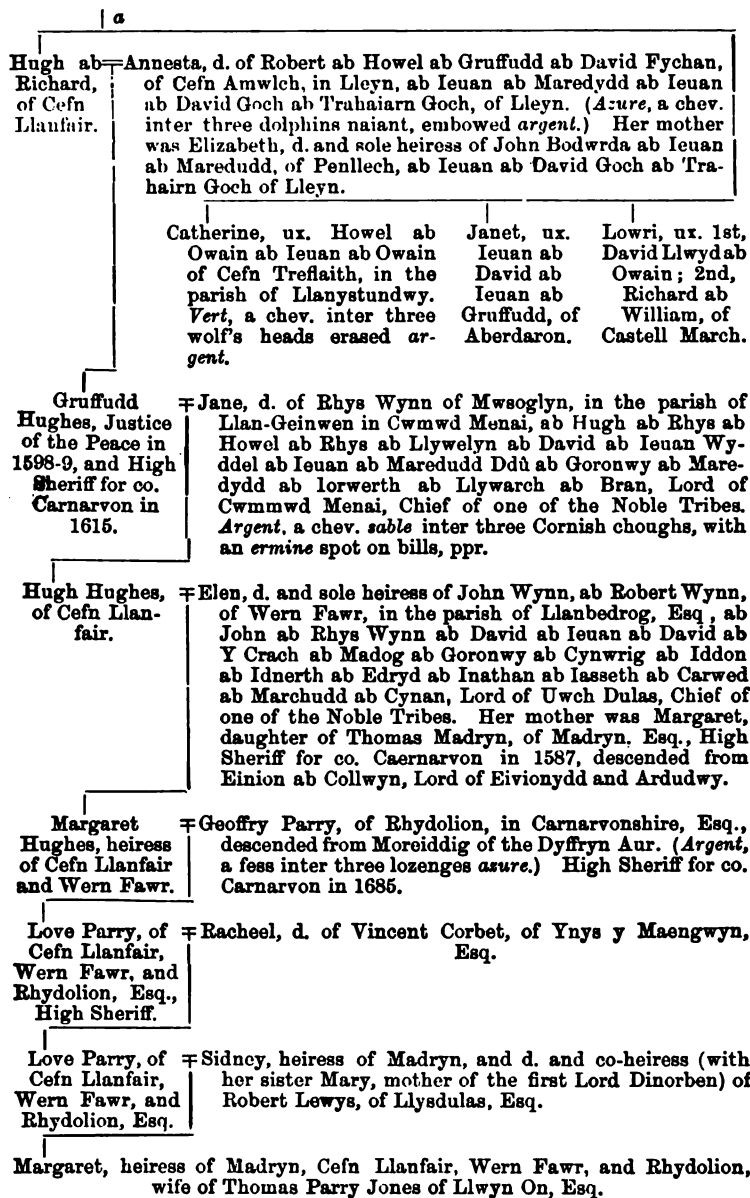 a
Hugh ab Richard, of Cefn Llanfair.
Annesta, d. of Robert ab Howel ab Gruffudd ab David Fychan,
of Cefn Amwlch, in Lleyn, ab Ieuan ab Maredydd ab Ieuan
ab David Goch ab Trahaiarn Goch, of Lleyn. (Azure, a chev.
inter three dolphins naiant, embowed argent.) Her mother
was Elizabeth, d. and sole heiress of John Bodwrda ab Ieuan
ab Maredudd, of Penllech, ab Ieuan ab David Goch ab Tra-
hairn Goch of Lleyn.
Catherine, ux. Howel ab
Owain ab Ieuan ab Owain
of Cefn Treflaith, in the
parish of Llanystundwy.
Vert, a chev. inter three
wolf's heads erased ar-
gent.
Janet, ux.
Ieuan ab
David ab
Ieuan ab
Gruffudd, of
Aberdaron.
Lowri, ux. 1st,
David Llwyd ab
Owain; 2nd,
Richard ab
William, of
Castell March.
Gruffudd
Hughes, Justice
of the Peace in
1598-9, and High
Sheriff for co.
Carnarvon in
1615.
Jane, d. of Rhys Wynn of Mwsoglyn, in the parish of
Llan-Geinwen in Cwmwd Menai, ab Hugh ab Rhys ab
Howel ab Rhys ab Llywelyn ab David ab Ieuan Wy-
ddel ab Ieuan ab Maredudd Ddû ab Goronwy ab Mare-
dydd ab Iorwerth ab Llywarch ab Bran, Lord of
Cwmmwd Menai, Chief of one of the Noble Tribes.
Argent, a chev. sable inter three Cornish choughs, with
an ermine spot on bills, ppr.
Hugh Hughes,
of Cefn Llan-
fair.
Elen, d. and sole heiress of John Wynn, ab Robert Wynn,
of Wern Fawr, in the parish of Llanbedrog, Esq, ab
John ab Rhys Wynn ab David ab Ieuan ab David ab
Y Crach ab Madog ab Goronwy ab Cynwrig ab Iddon
ab Idnerth ab Edryd ab Inathan ab Iasseth ab Carwed
ab Marchudd ab Cynan, Lord of Uwch Dulas, Chief of
one of the Noble Tribes. Her mother was Margaret,
daughter of Thomas Madryn, of Madryn, Esq., High
Sheriff for co. Caernarvon in 1587, descended from
Einion ab Collwyn, Lord of Eivionydd and Ardudwy.
Margaret
Hughes, heiress
of Cefn Llanfair
and Wern Fawr.
Geoffry Parry, of Rhydolion, in Carnarvonshire, Esq.,
descended from Moreiddig of the Dyffryn Aur. (Argent,
a fess inter three lozenges azure.) High Sheriff for co.
Carnarvon in 1685.
Love Parry, of
Cefn Llanfair,
Wern Fawr, and
Rhydolion, Esq.,
High Sheriff.
Racheel, d. of Vincent Corbet, of Ynys y Maengwyn,
Esq.
Love Parry, of
Cefn Llanfair,
Wern Fawr, and
Rhydolion, Esq.
Sidney, heiress of Madryn, and d. and co-heiress (with
her sister Mary, mother of the first Lord Dinorben) of
Robert Lewys, of Llysdulas, Esq.
Margaret, heiress of Madryn, Cefn Llanfair, Wern Fawr, and Rhydolion,
wife of Thomas Parry Jones of Llwyn On, Esq.